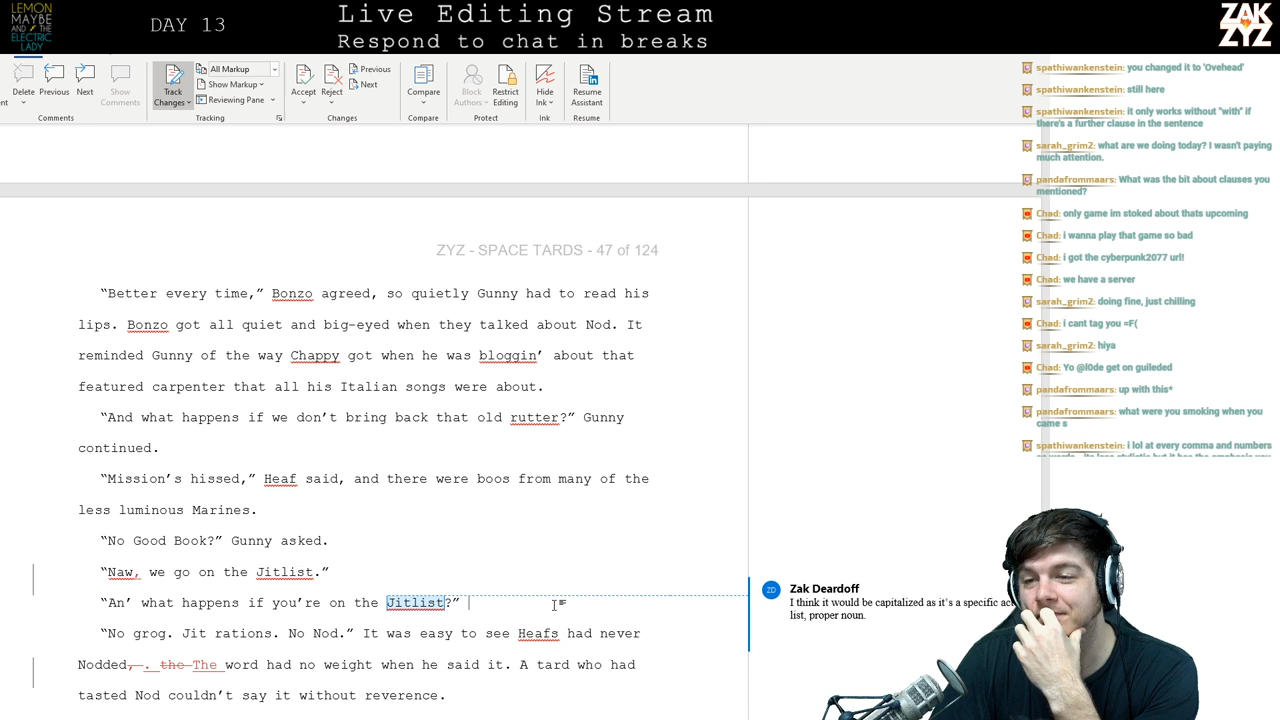 LEMON
MAYBE
AND THE
ELECTRIC
LADY
DAY 13
Live Editing Stream
Respond to chat in breaks
ZAK
ZYZ
Delete
Previous
Next
Show
Comments
Comments
Track
Changes
All Markup
Show Markup
Reviewing Pane
Tracking
Accept
Reject
Previous
Next
Changes
Compare
Compare
Block
Authors
Restrict
Editing
Protect
Hide
Ink
Ink
Resume
Assistant
Resume
ZYZ - SPACE TARDS - 47 of 124
“Better every time,” Bonzo agreed, so quietly Gunny had to read his
lips. Bonzo got all quiet and big-eyed when they talked about Nod. It
reminded Gunny of the way Chappy got when he was bloggin’ about that
featured carpenter that all his Italian songs were about.
“And what happens if we don’t bring back that old rutter?” Gunny
continued.
“Mission’s hissed,” Heaf said, and there were boos from many of the
less luminous Marines.
“No Good Book?” Gunny asked.
“Naw, we go on the Jitlist.”
“An’ what happens if you’re on the Jitlist?”
“No grog. Jit rations. No Nod.” It was easy to see Heafs had never
Nodded, . the The word had no weight when he said it. A tard who had
tasted Nod couldn’t say it without reverence.
ZD
Zak Deardoff
I think it would be capitalized as it's a specific ac
list, proper noun.
spathiwankenstein: you changed it to 'Ovehead'
spathiwankenstein: still here
spathiwankenstein: it only works without "with" if
there's a further clause in the sentence
sarah_grim2: what are we doing today? I wasn't paying
much attention.
pandafrommaars: What was the bit about clauses you
mentioned?
Chad: only game im stoked about thats upcoming
Chad: i wanna play that game so bad
Chad: i got the cyberpunk2077 url!
Chad: we have a server
sarah_grim2: doing fine, just chilling
Chad: i cant tag you =F(
sarah_grim2: hiya
Chad: Yo @l0de get on guileded
pandafrommaars: up with this*
pandafrommaars: what were you smoking when you
came s
spathiwankenstein: i lol at every comma and numbers